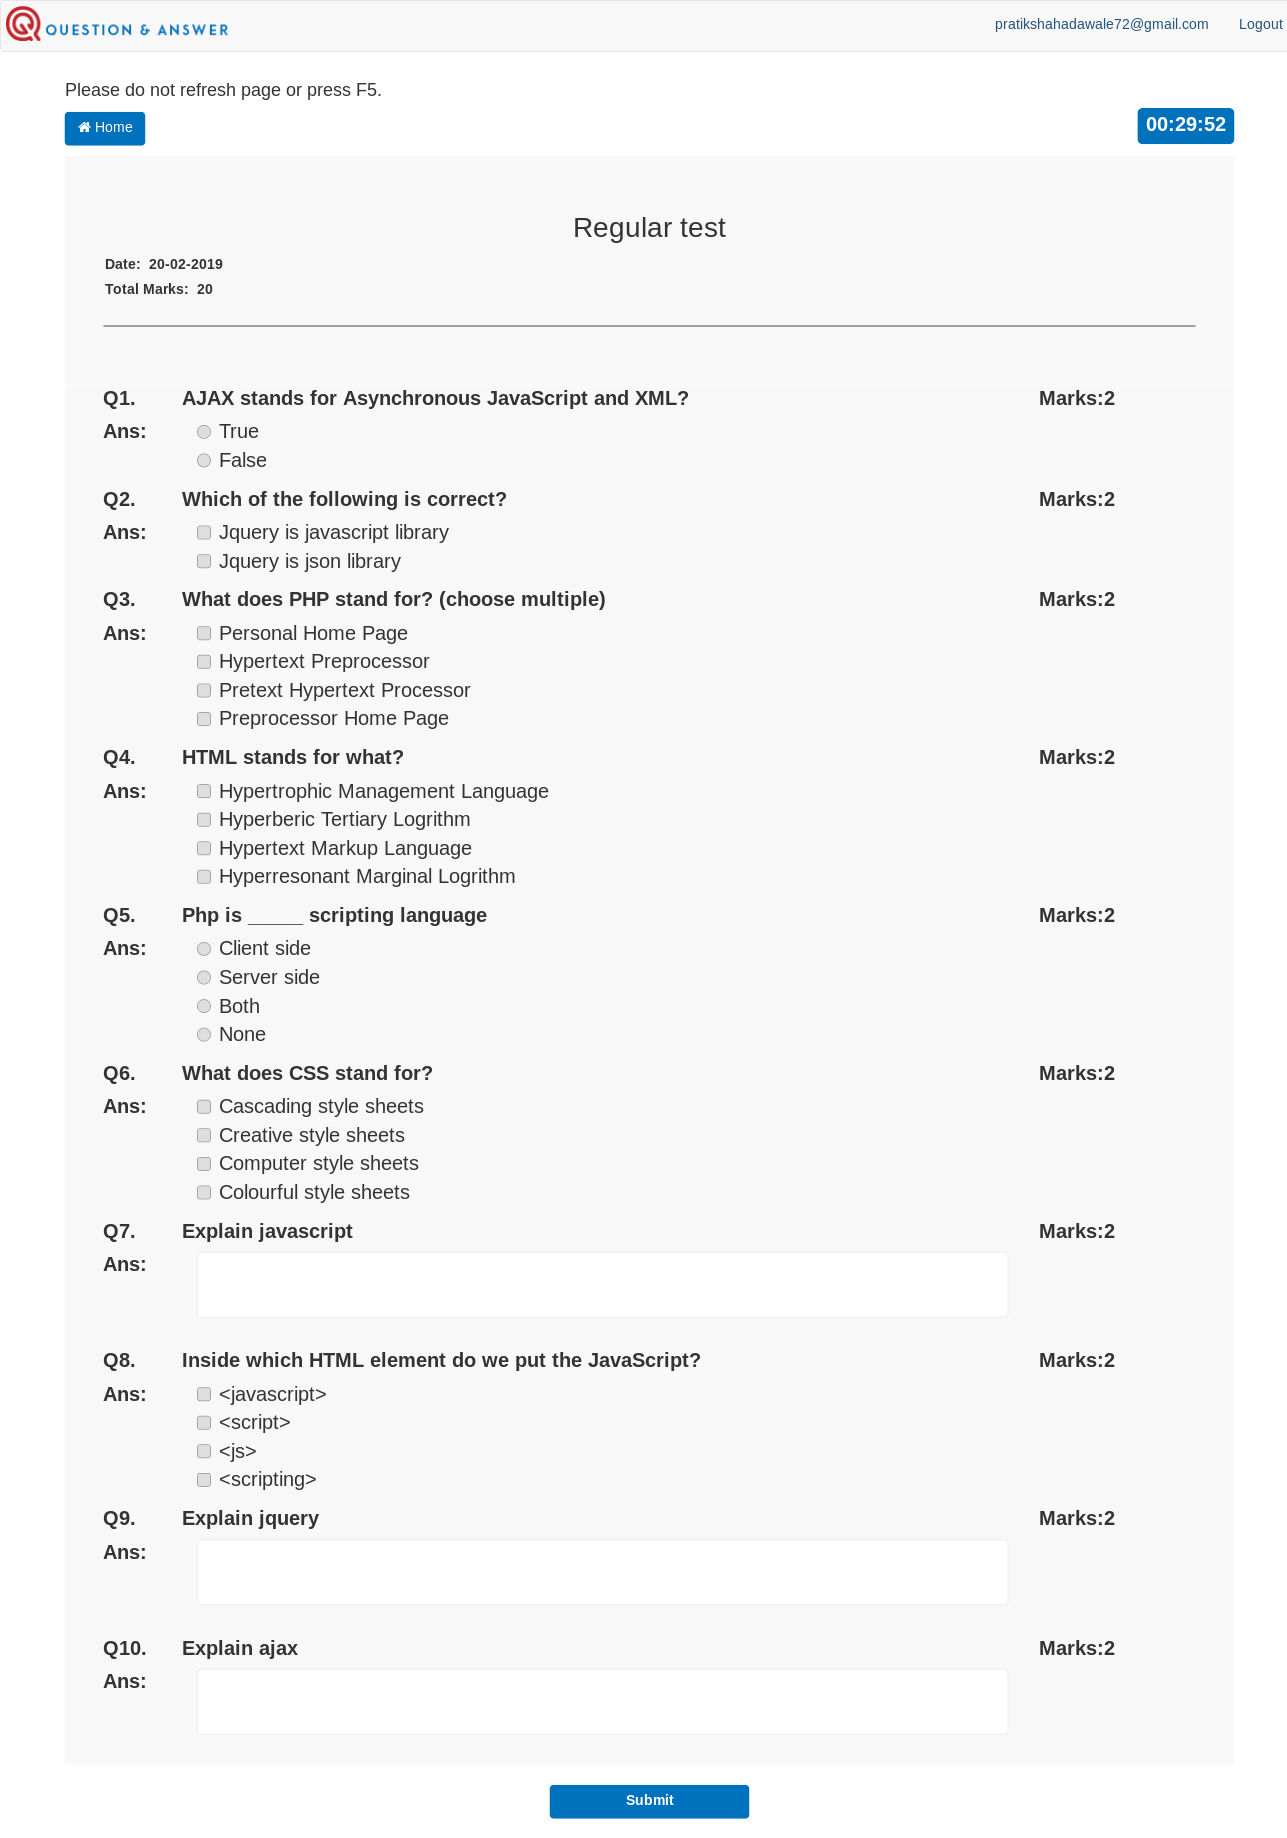 QUESTION & ANSWER
pratikshahadawale72@gmail.com Logout
Please do not refresh page or press F5.
Home 00:29:52
Regular test
Date: 20-02-2019
Total Marks: 20
Q1. AJAX stands for Asynchronous JavaScript and XML? Marks:2
Ans: True
False
Q2. Which of the following is correct? Marks:2
Ans: Jquery is javascript library
Jquery is json library
Q3. What does PHP stand for? (choose multiple) Marks:2
Ans: Personal Home Page
Hypertext Preprocessor
Pretext Hypertext Processor
Preprocessor Home Page
Q4. HTML stands for what? Marks:2
Ans: Hypertrophic Management Language
Hyperberic Tertiary Logrithm
Hypertext Markup Language
Hyperresonant Marginal Logrithm
Q5. Php is _____ scripting language Marks:2
Ans: Client side
Server side
Both
None
Q6. What does CSS stand for? Marks:2
Ans: Cascading style sheets
Creative style sheets
Computer style sheets
Colourful style sheets
Q7. Explain javascript Marks:2
Ans:
Q8. Inside which HTML element do we put the JavaScript? Marks:2
Ans: <javascript>
<script>
<js>
<scripting>
Q9. Explain jquery Marks:2
Ans:
Q10. Explain ajax Marks:2
Ans:
Submit